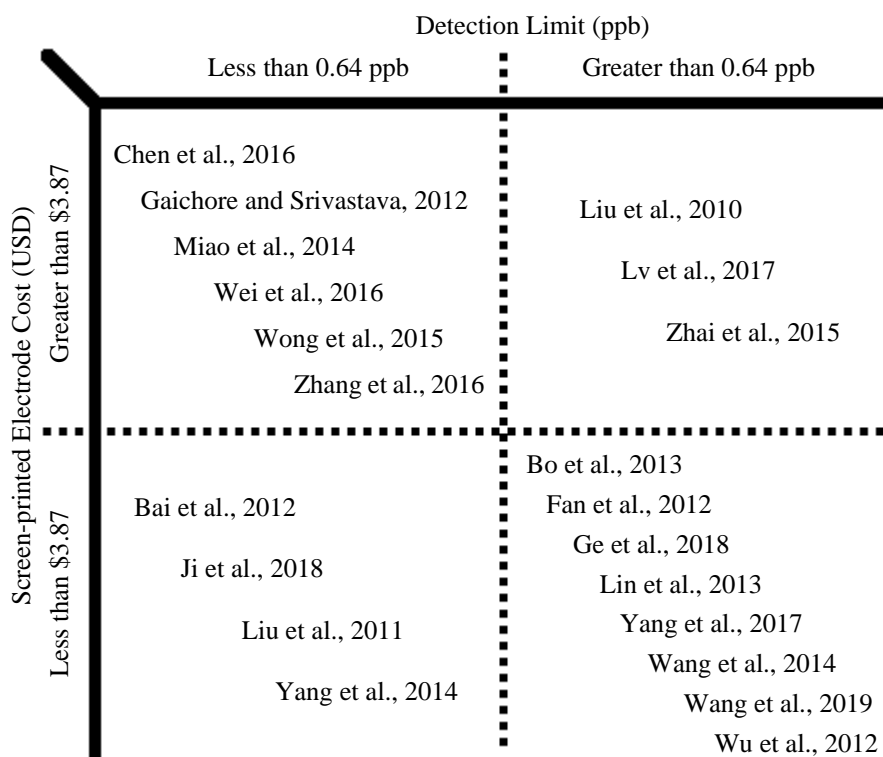 Detection Limit (ppb)
Less than 0.64 ppb
Greater than 0.64 ppb
Screen-printed Electrode Cost (USD)
Greater than $3.87
Chen et al., 2016
Gaichore and Srivastava, 2012
Miao et al., 2014
Wei et al., 2016
Wong et al., 2015
Zhang et al., 2016
Liu et al., 2010
Lv et al., 2017
Zhai et al., 2015
Less than $3.87
Bai et al., 2012
Ji et al., 2018
Liu et al., 2011
Yang et al., 2014
Bo et al., 2013
Fan et al., 2012
Ge et al., 2018
Lin et al., 2013
Yang et al., 2017
Wang et al., 2014
Wang et al., 2019
Wu et al., 2012